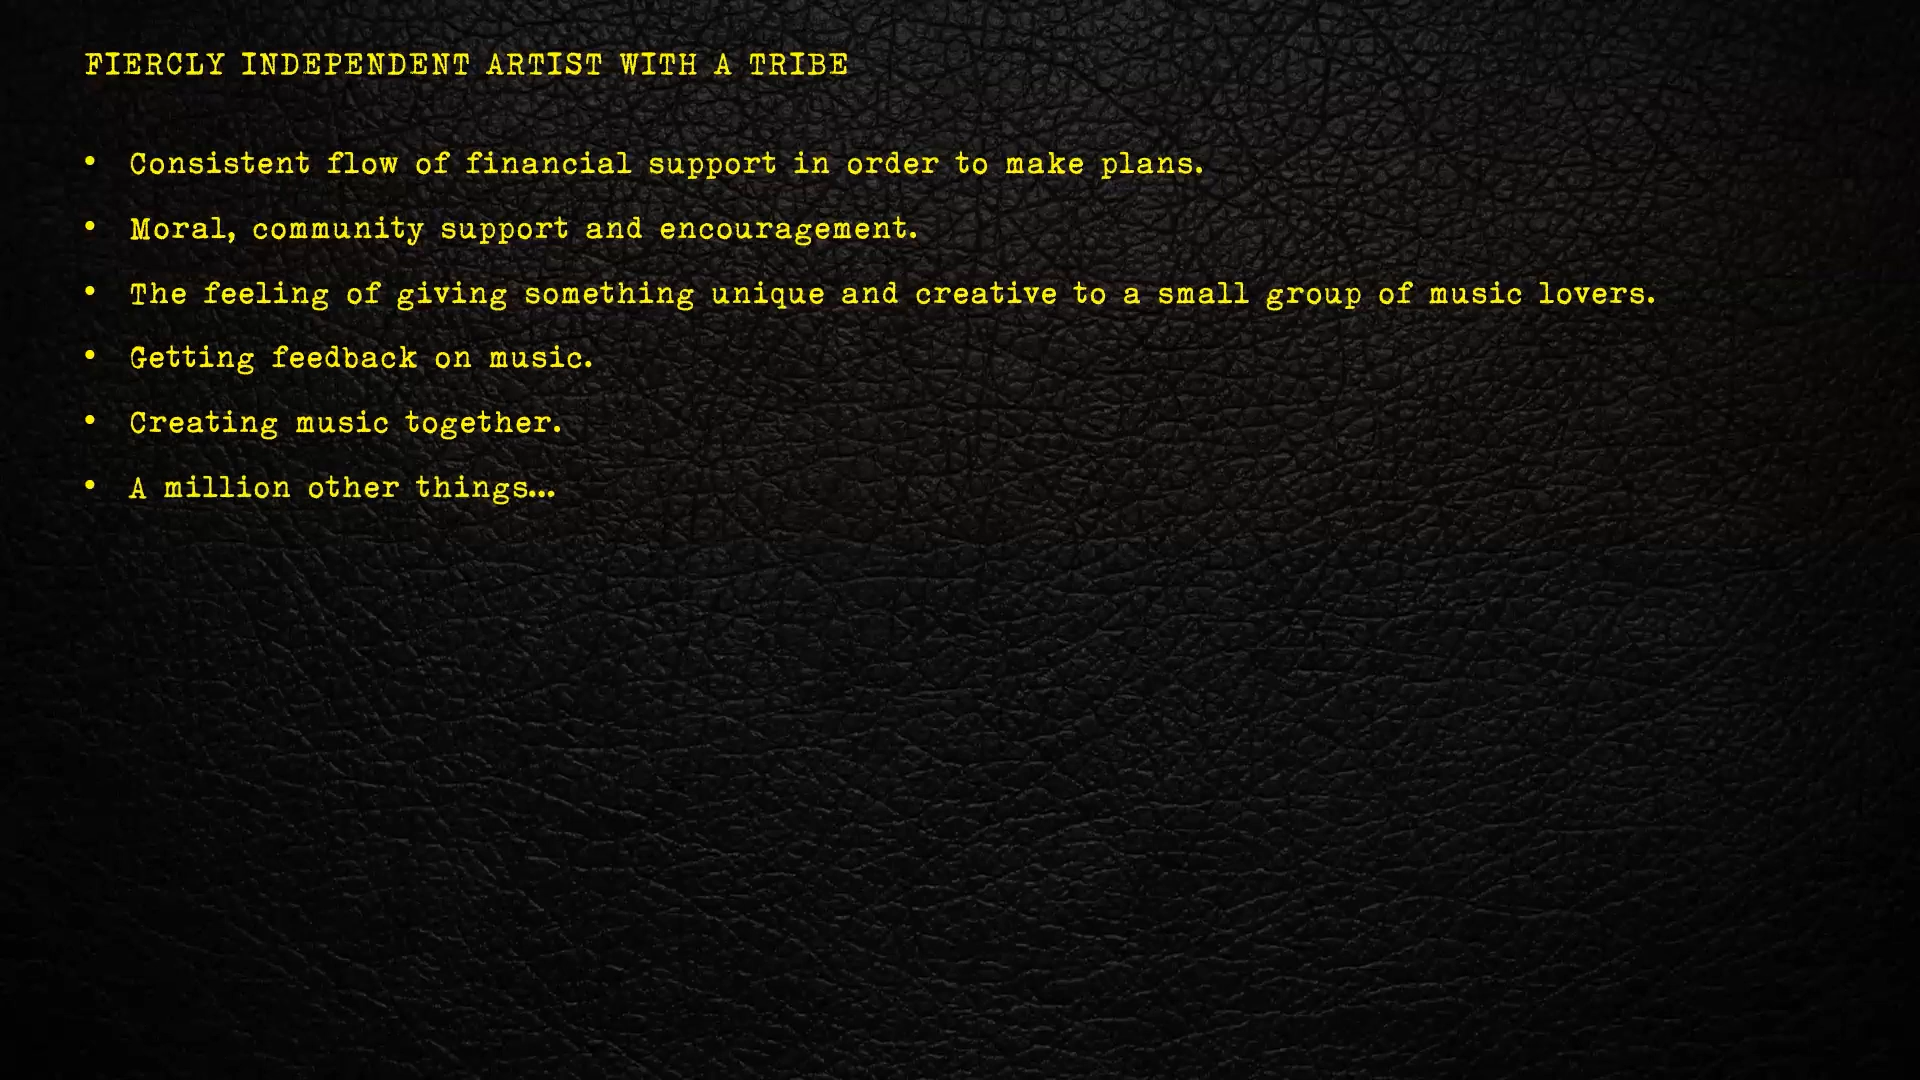 FIERCLY INDEPENDENT ARTIST WITH A TRIBE
• Consistent flow of financial support in order to make plans.
• Moral, community support and encouragement.
• The feeling of giving something unique and creative to a small group of music lovers.
• Getting feedback on music.
• Creating music together.
• A million other things…